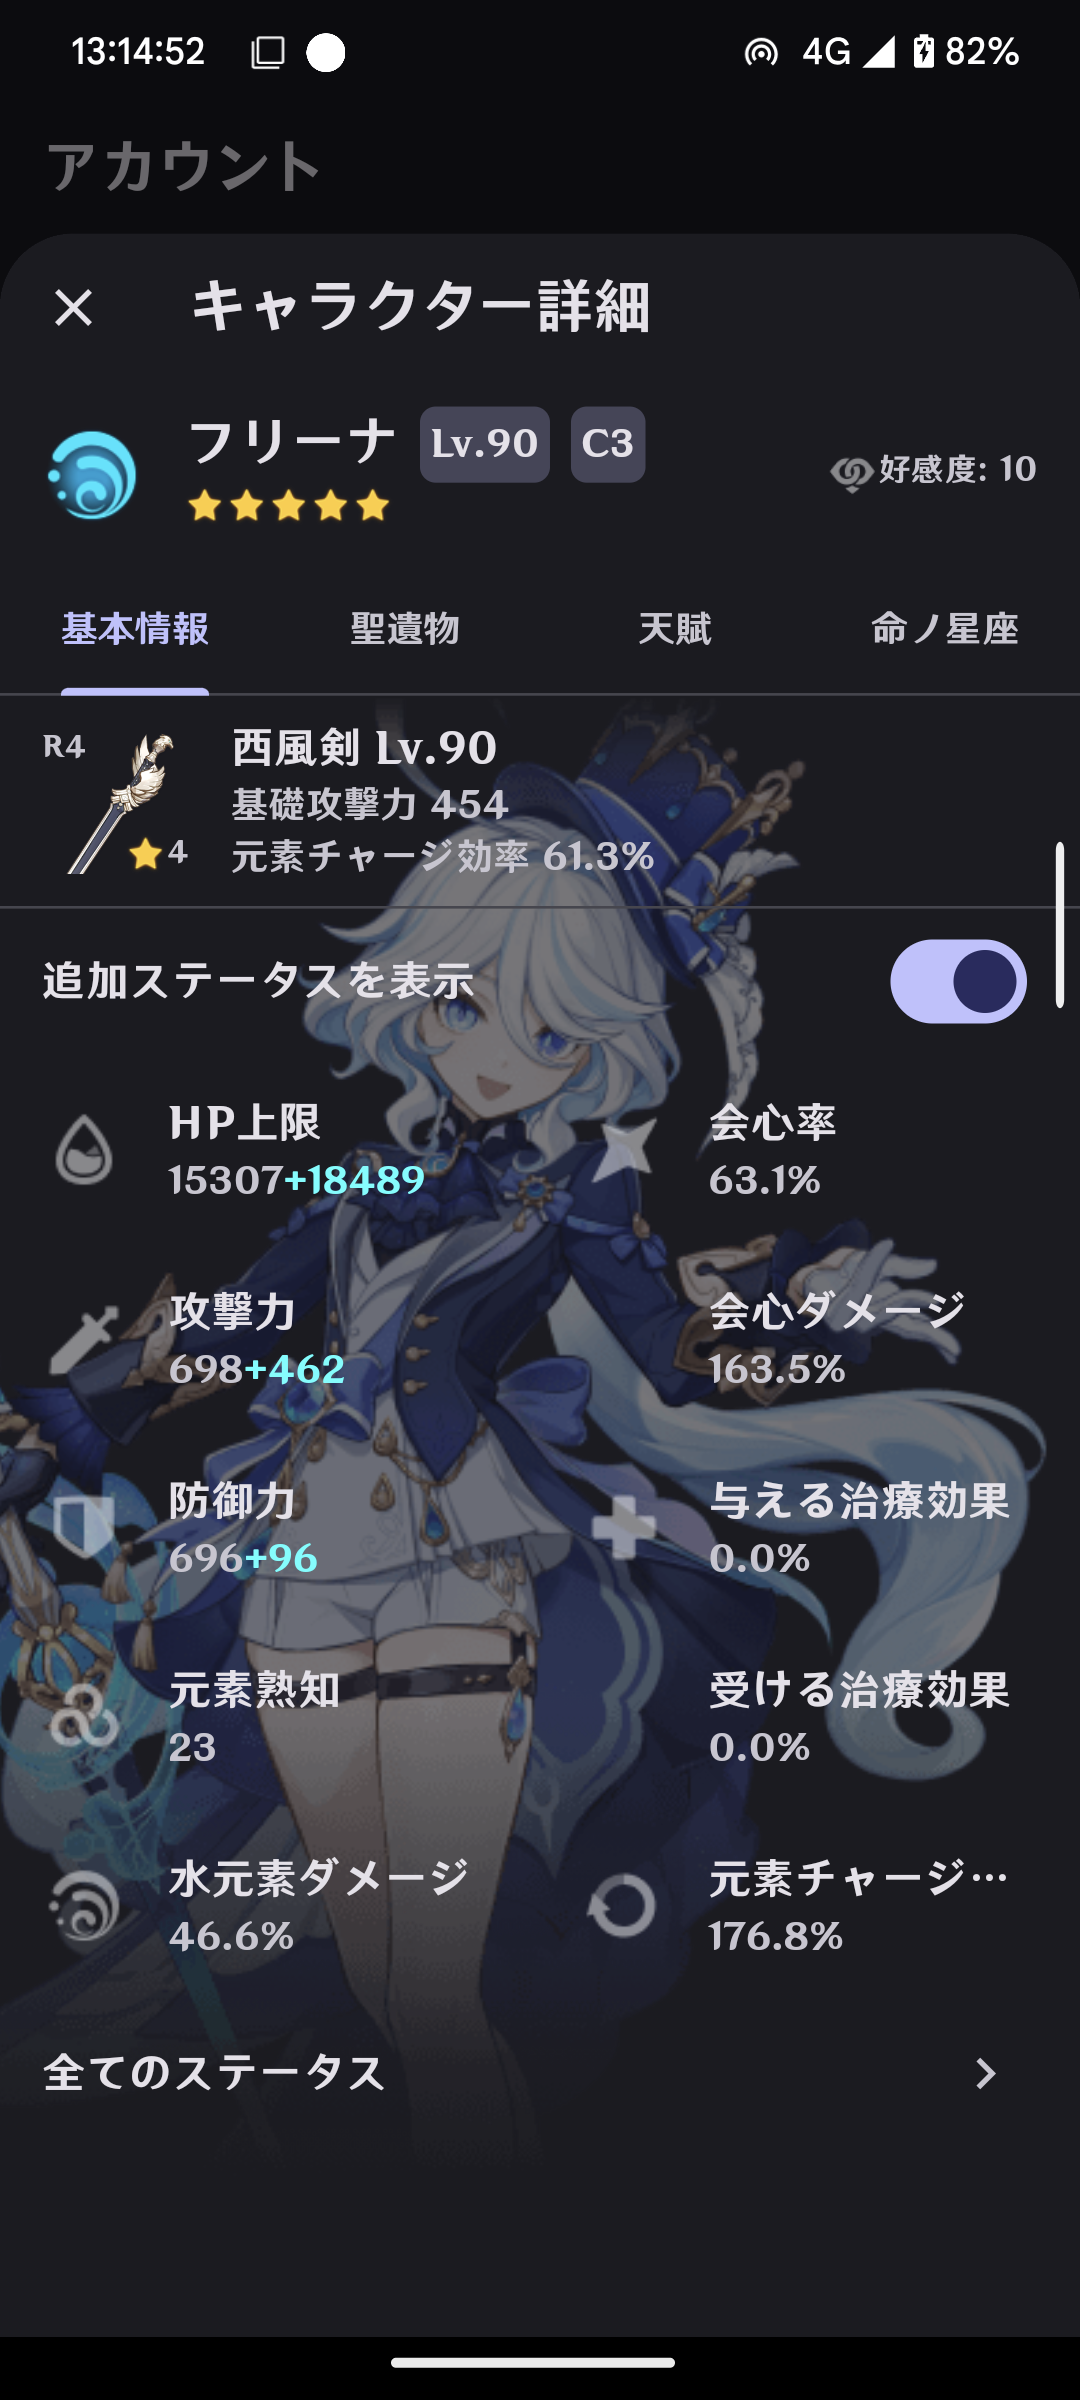 13:14:52 4G 82%
アカウント
キャラクター詳細
フリーナ Lv.90 C3
好感度: 10
基本情報 聖遺物 天賦 命ノ星座
R4
西風剣 Lv.90
基礎攻撃力 454
元素チャージ効率 61.3%
4
追加ステータスを表示
HP上限
15307+18489
会心率
63.1%
攻撃力
698+462
会心ダメージ
163.5%
防御力
696+96
与える治療効果
0.0%
元素熟知
23
受ける治療効果
0.0%
水元素ダメージ
46.6%
元素チャージ…
176.8%
全てのステータス